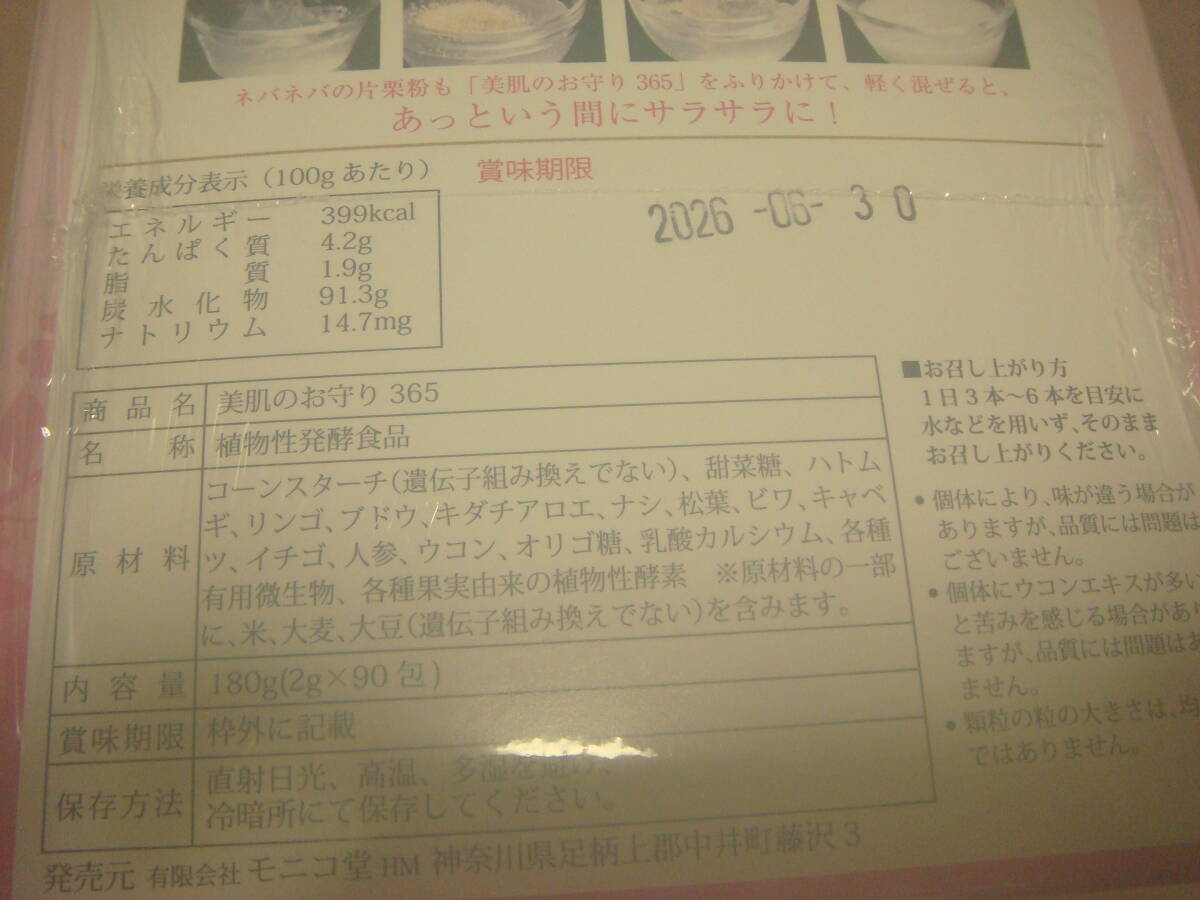 ネバネバの片栗粉も「美肌のお守り365」をふりかけて、軽く混ぜると、
あっという間にサラサラに！
栄養成分表示（100gあたり）
エネルギー 399kcal
たんぱく質 4.2g
脂質 1.9g
炭水化物 91.3g
ナトリウム 14.7mg
賞味期限
2026-06-30
商品名 美肌のお守り365
名称 植物性発酵食品
原材料 コーンスターチ（遺伝子組み換えでない）、甜菜糖、ハトム
ギ、リンゴ、ブドウ、キダチアロエ、ナシ、松葉、ビワ、キャベ
ツ、イチゴ、人参、ウコン、オリゴ糖、乳酸カルシウム、各種
有用微生物、各種果実由来の植物性酵素 ※原材料の一部
に、米、大麦、大豆（遺伝子組み換えでない）を含みます。
内容量 180g(2g×90包)
賞味期限 枠外に記載
保存方法 直射日光、高温、多湿を避け、
冷暗所にて保存してください。
発売元 有限会社 モニコ堂 HM 神奈川県足柄上郡中井町藤沢3
■お召し上がり方
1日3本～6本を目安に
水などを用いず、そのまま
お召し上がりください。
● 個体により、味が違う場合が
ありますが、品質には問題は
ございません。
● 個体にウコンエキスが多い
と苦みを感じる場合があ
ますが、品質には問題はあ
ません。
● 顆粒の粒の大きさは、均
ではありません。